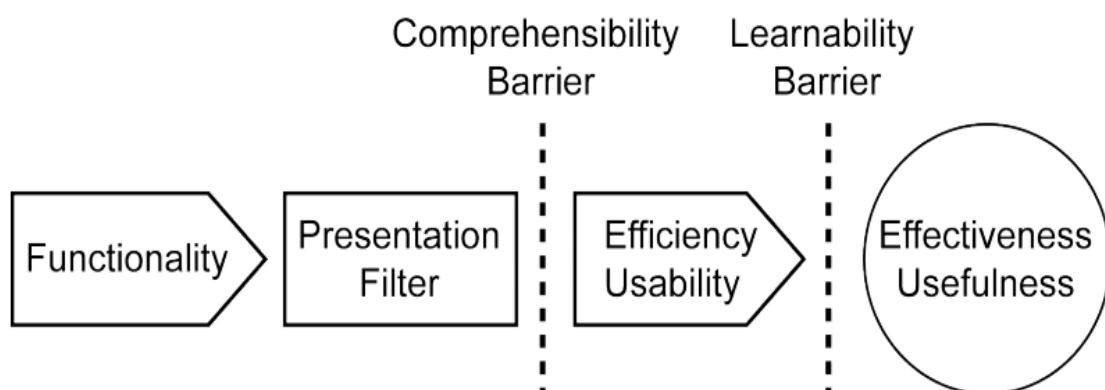 Comprehensibility
Barrier
Learnability
Barrier
Functionality
Presentation
Filter
Efficiency
Usability
Effectiveness
Usefulness